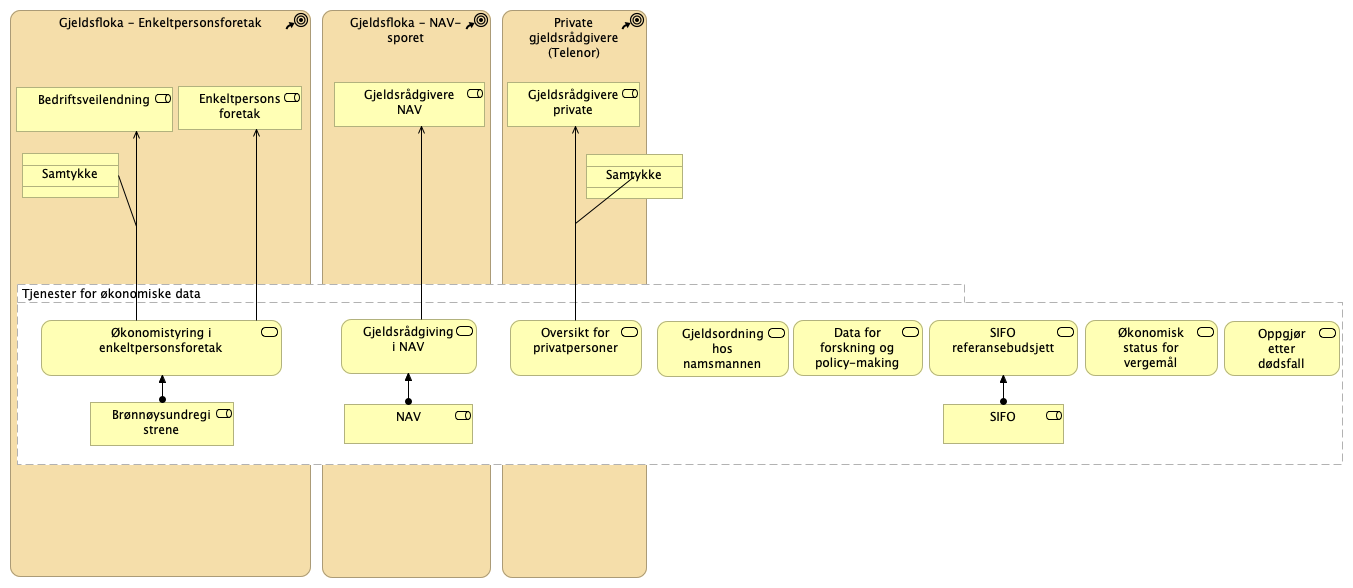 Gjeldsfloka - Enkeltpersonsforetak
Gjeldsfloka - NAV-
sporet
Private
gjeldsrådgivere
(Telenor)
Bedriftsveilendning
Enkeltpersons
foretak
Gjeldsrådgivere
NAV
Gjeldsrådgivere
private
Samtykke
Samtykke
Tjenester for økonomiske data
Økonomistyring i
enkeltpersonsforetak
Gjeldsrådgiving
i NAV
Oversikt for
privatpersoner
Gjeldsordning
hos
namsmannen
Data for
forskning og
policy-making
SIFO
referansebudsjett
Økonomisk
status for
vergemål
Oppgjør
etter
dødsfall
Brønnøysundregi
strene
NAV
SIFO